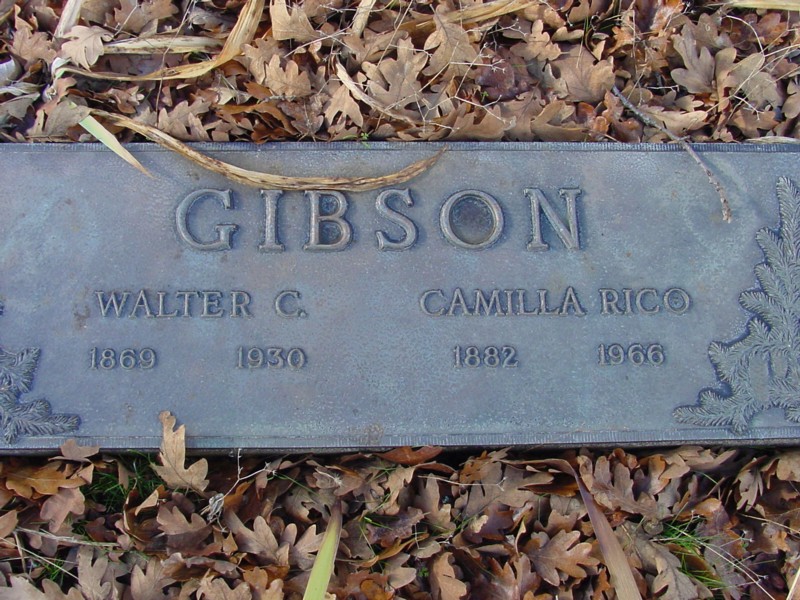 GIBSON
WALTER C. CAMILLA RICO
1869 1930 1882 1966